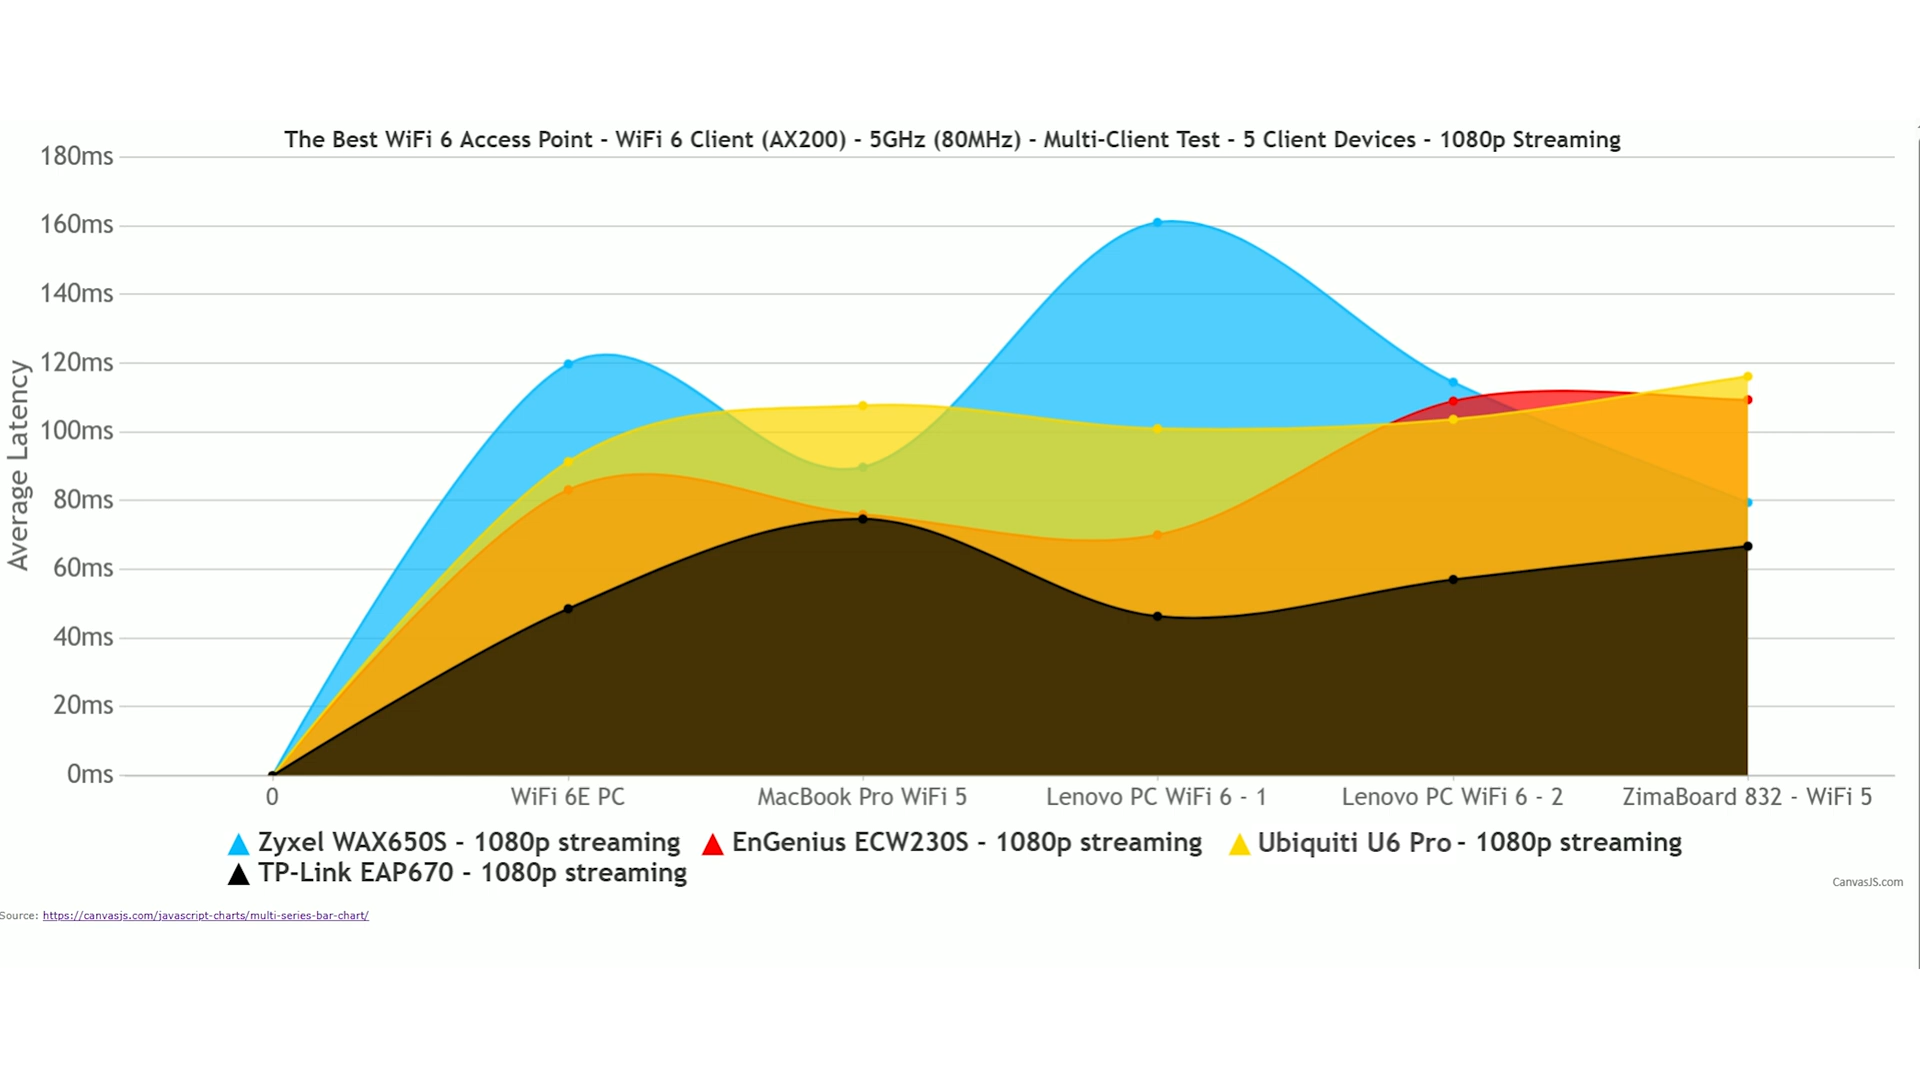 The Best WiFi 6 Access Point - WiFi 6 Client (AX200) - 5GHz (80MHz) - Multi-Client Test - 5 Client Devices - 1080p Streaming
180ms
160ms
140ms
120ms
100ms
80ms
60ms
40ms
20ms
0ms
Average Latency
0 WiFi 6E PC MacBook Pro WiFi 5 Lenovo PC WiFi 6 - 1 Lenovo PC WiFi 6 - 2 ZimaBoard 832 - WiFi 5
Zyxel WAX650S - 1080p streaming EnGenius ECW230S - 1080p streaming Ubiquiti U6 Pro - 1080p streaming
TP-Link EAP670 - 1080p streaming
CanvasJS.com
Source: https://canvasjs.com/javascript-charts/multi-series-bar-chart/